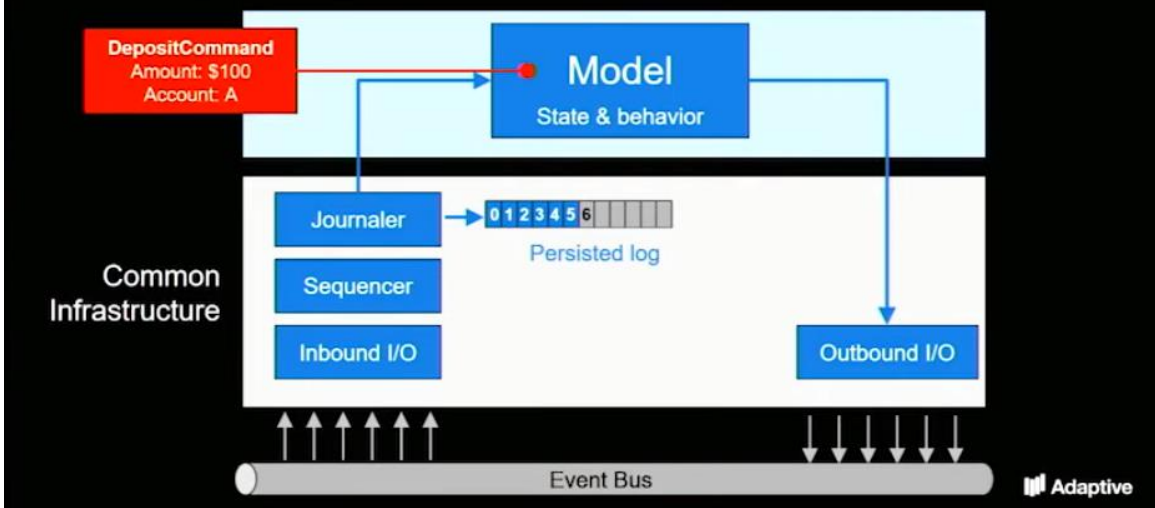 DepositCommand
Amount: $100
Account: A
Model
State & behavior
Journaler
0 1 2 3 4 5 6
Persisted log
Common
Infrastructure
Sequencer
Inbound I/O
Outbound I/O
Event Bus
Adaptive